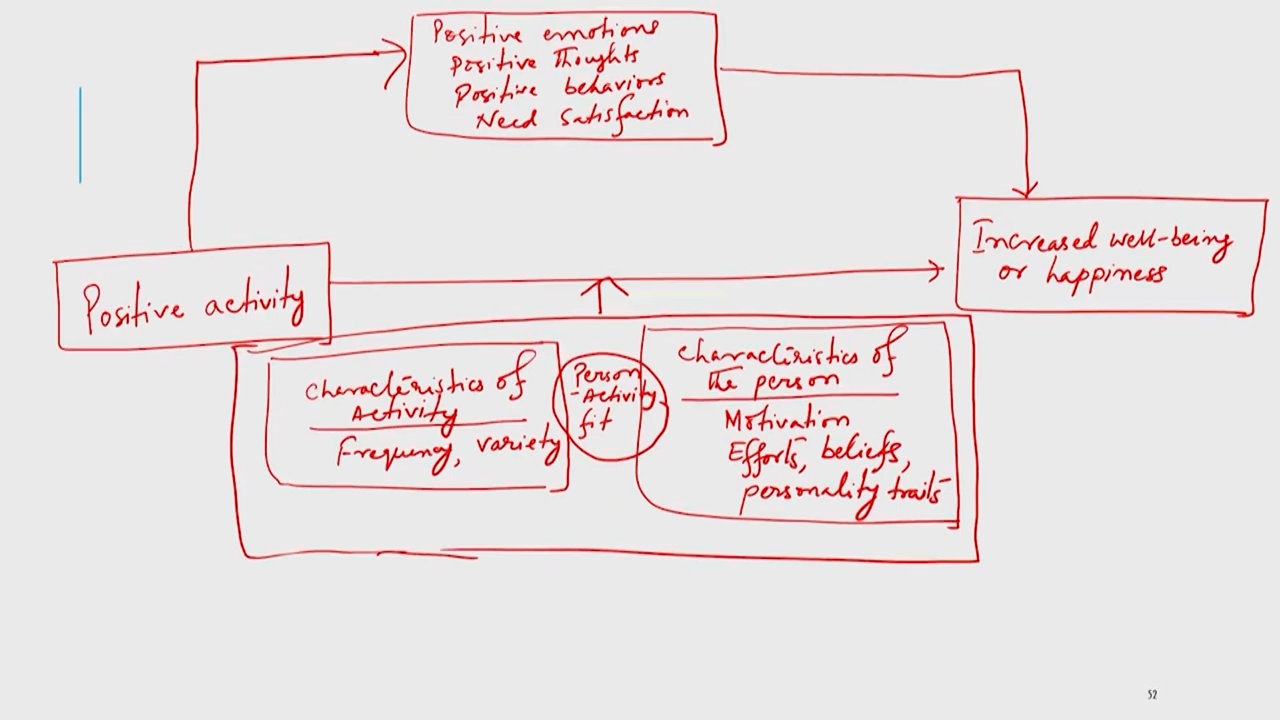 Positive emotions
Positive Thoughts
Positive behaviors
Need satisfaction
Increased well-being
or happiness
Positive activity
Characteristics of
Activity
Frequency, variety
Person
-Activity
fit
Characteristics of
the person
Motivation
Efforts, beliefs,
personality traits
52